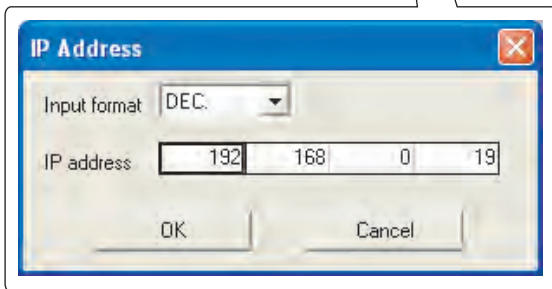 IP Address
Input format DEC.
IP address 192 168 0 19
OK Cancel